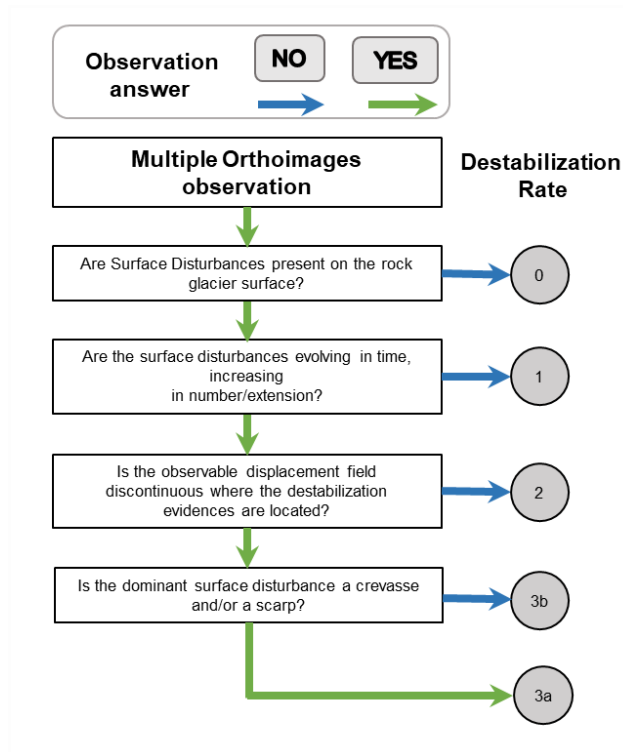 Observation
answer
NO
YES
Multiple Orthoimages
observation
Destabilization
Rate
Are Surface Disturbances present on the rock
glacier surface?
0
Are the surface disturbances evolving in time,
increasing
in number/extension?
1
Is the observable displacement field
discontinuous where the destabilization
evidences are located?
2
Is the dominant surface disturbance a crevasse
and/or a scarp?
3b
3a